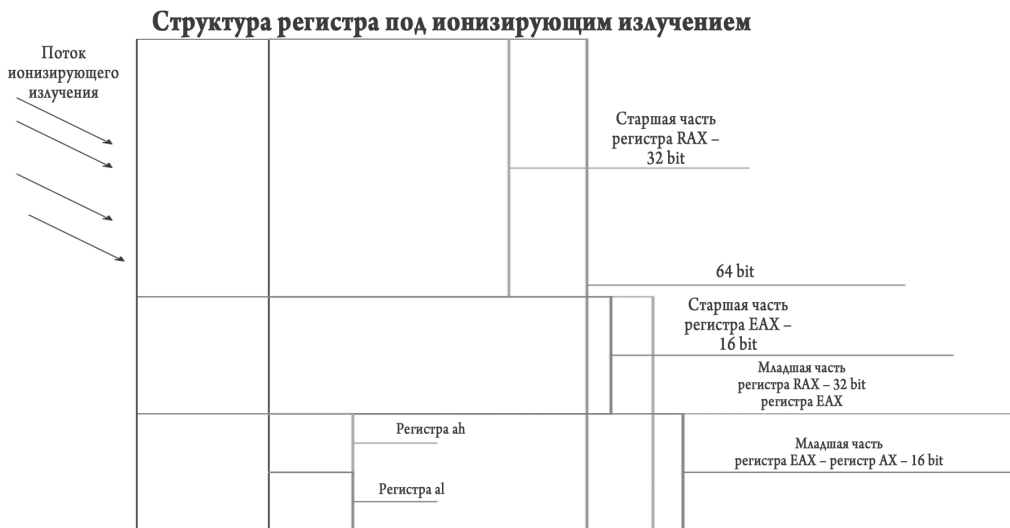 Структура регистра под ионизирующим излучением
Поток
ионизирующего
излучения
Старшая часть
регистра RAX –
32 bit
64 bit
Старшая часть
регистра EAX –
16 bit
Младшая часть
регистра RAX – 32 bit
регистра EAX
Регистра ah
Младшая часть
регистра EAX – регистр AX – 16 bit
Регистра al